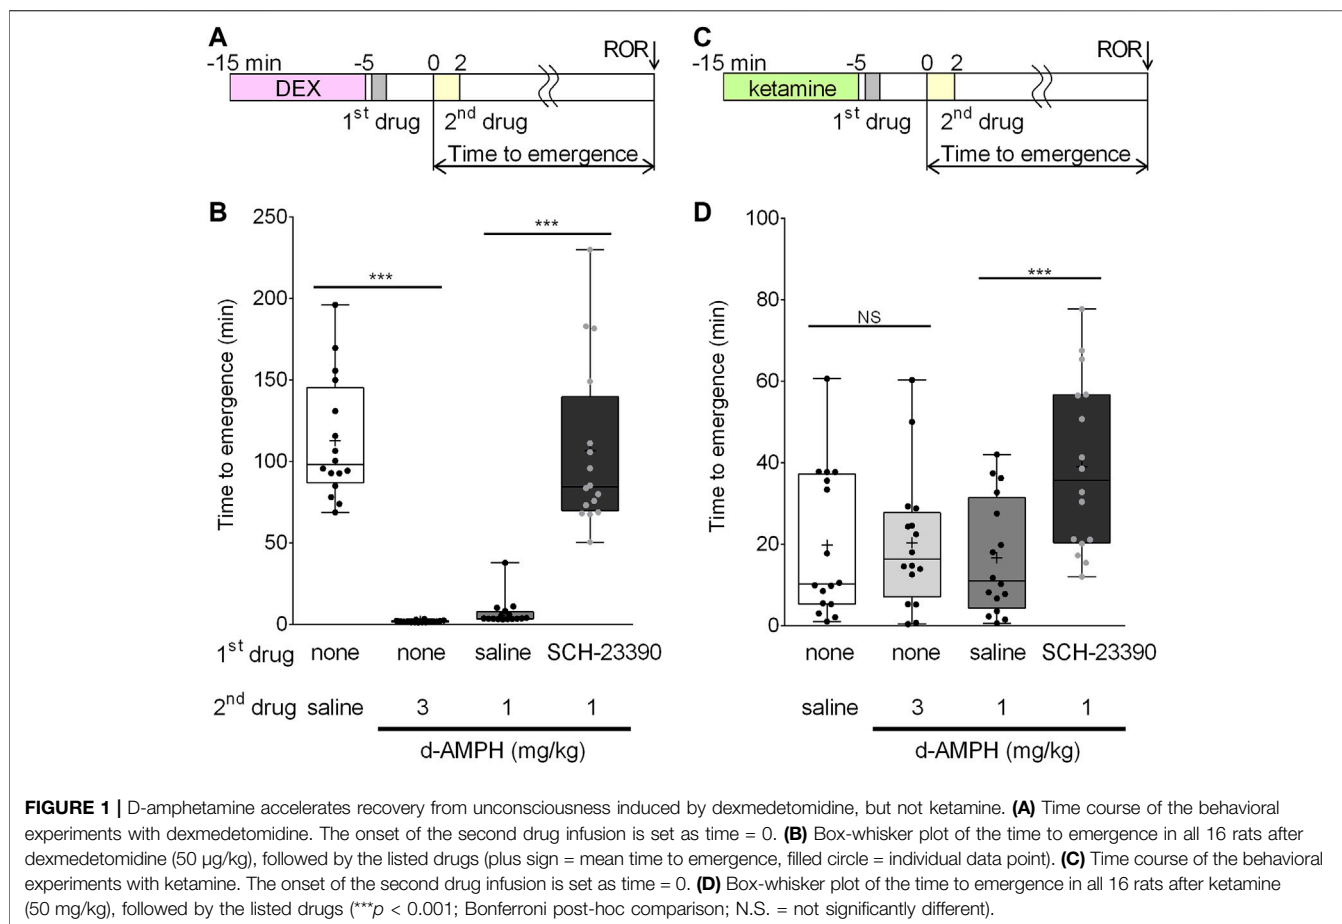 A
-15 min -5 0 2 ROR
DEX
1st drug 2nd drug
Time to emergence
C
-15 min -5 0 2 ROR
ketamine
1st drug 2nd drug
Time to emergence
B
Time to emergence (min)
250
200
150
100
50
0
***
***
1st drug none none saline SCH-23390
2nd drug saline 3 1 1
d-AMPH (mg/kg)
D
Time to emergence (min)
100
80
60
40
20
0
NS
***
none none saline SCH-23390
saline 3 1 1
d-AMPH (mg/kg)
FIGURE 1 | D-amphetamine accelerates recovery from unconsciousness induced by dexmedetomidine, but not ketamine. (A) Time course of the behavioral
experiments with dexmedetomidine. The onset of the second drug infusion is set as time = 0. (B) Box-whisker plot of the time to emergence in all 16 rats after
dexmedetomidine (50 μg/kg), followed by the listed drugs (plus sign = mean time to emergence, filled circle = individual data point). (C) Time course of the behavioral
experiments with ketamine. The onset of the second drug infusion is set as time = 0. (D) Box-whisker plot of the time to emergence in all 16 rats after ketamine
(50 mg/kg), followed by the listed drugs (***p < 0.001; Bonferroni post-hoc comparison; N.S. = not significantly different).